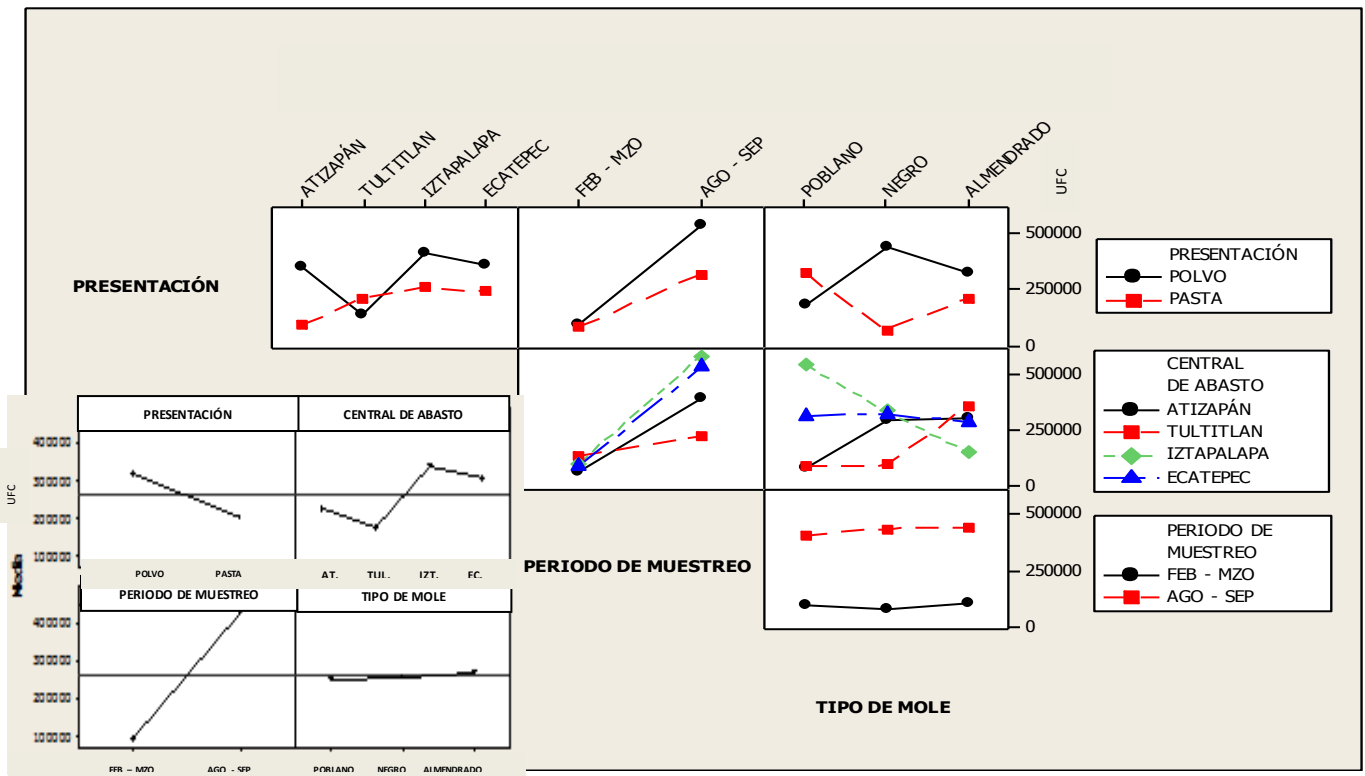 ATIZAPÁN
TULTITLAN
IZTAPALAPA
ECATEPEC
FEB - MZO
AGO - SEP
POBLANO
NEGRO
ALMENDRADO
UFC
PRESENTACIÓN
500000
250000
0
PRESENTACIÓN
POLVO
PASTA
500000
250000
0
CENTRAL
DE ABASTO
ATIZAPÁN
TULTITLAN
IZTAPALAPA
ECATEPEC
PERIODO DE MUESTREO
500000
250000
0
PERIODO DE
MUESTREO
FEB - MZO
AGO - SEP
TIPO DE MOLE
PRESENTACIÓN
CENTRAL DE ABASTO
400000
300000
200000
100000
UFC
Media
POLVO
PASTA
AT.
TUL.
IZT.
EC.
PERIODO DE MUESTREO
TIPO DE MOLE
400000
300000
200000
100000
FEB – MZO
AGO - SEP
POBLANO
NEGRO
ALMENDRADO